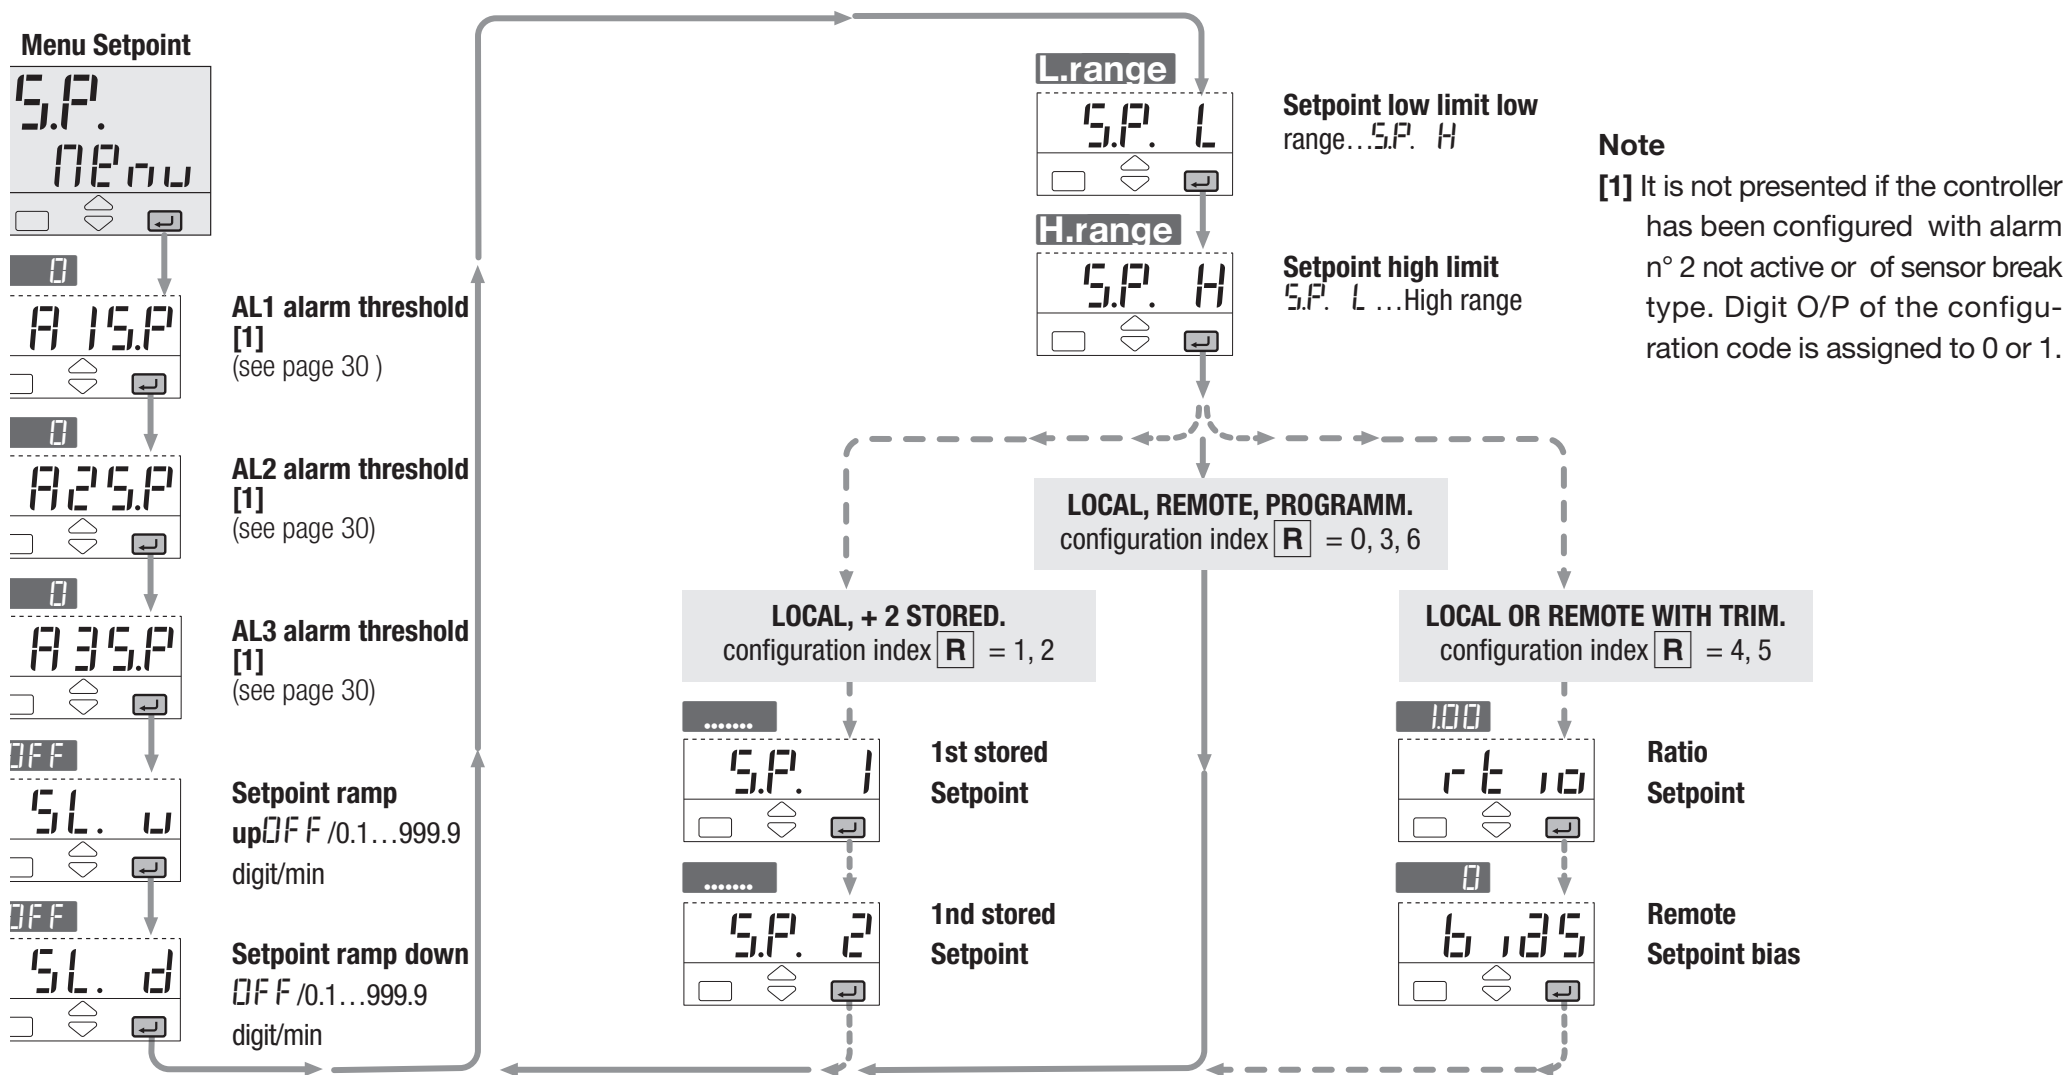 Menu Setpoint
S.P.
MEnu
0
A1S.P
AL1 alarm threshold
[1]
(see page 30 )
0
A2S.P
AL2 alarm threshold
[1]
(see page 30)
0
A3S.P
AL3 alarm threshold
[1]
(see page 30)
OFF
SL. u
Setpoint ramp
upOFF /0.1...999.9
digit/min
OFF
SL. d
Setpoint ramp down
OFF /0.1...999.9
digit/min
L.range
S.P. L
Setpoint low limit low
range...S.P. H
H.range
S.P. H
Setpoint high limit
S.P. L ...High range
Note
[1] It is not presented if the controller
has been configured with alarm
n° 2 not active or of sensor break
type. Digit O/P of the configu-
ration code is assigned to 0 or 1.
LOCAL, REMOTE, PROGRAMM.
configuration index R = 0, 3, 6
LOCAL, + 2 STORED.
configuration index R = 1, 2
.......
S.P. 1
1st stored
Setpoint
.......
S.P. 2
1nd stored
Setpoint
LOCAL OR REMOTE WITH TRIM.
configuration index R = 4, 5
1.00
rtio
Ratio
Setpoint
0
bias
Remote
Setpoint bias